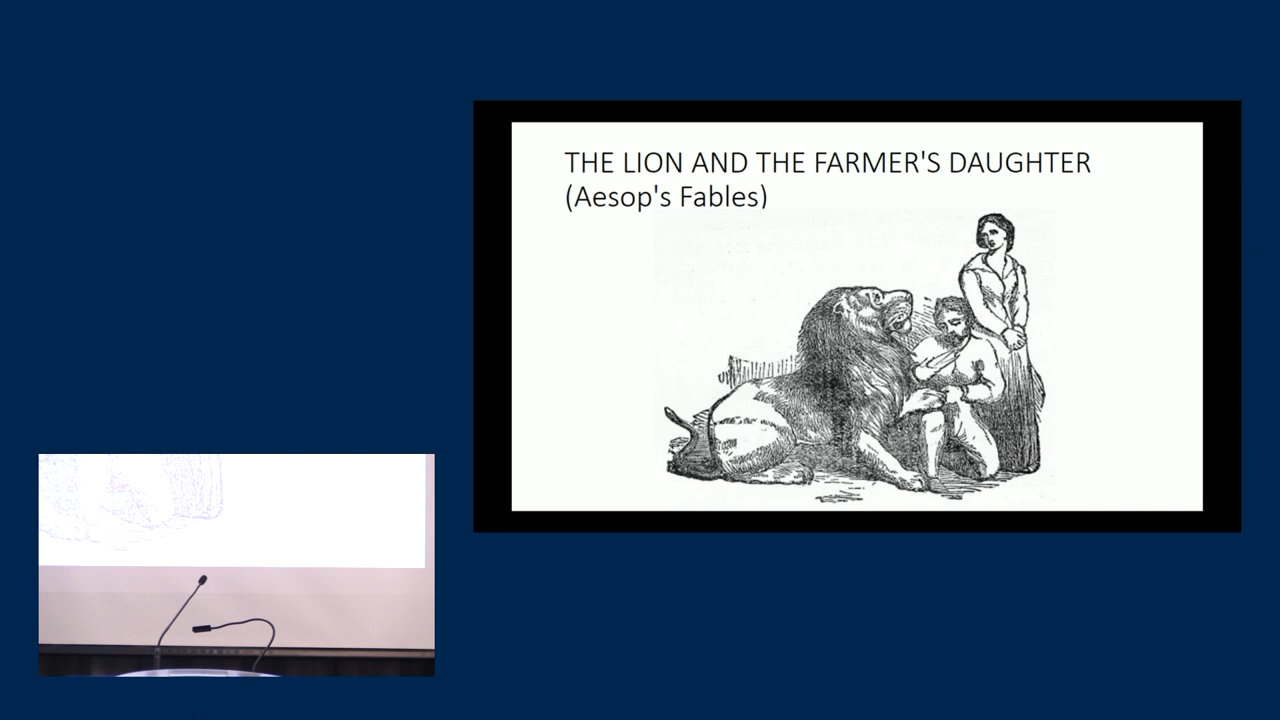 THE LION AND THE FARMER'S DAUGHTER
(Aesop's Fables)